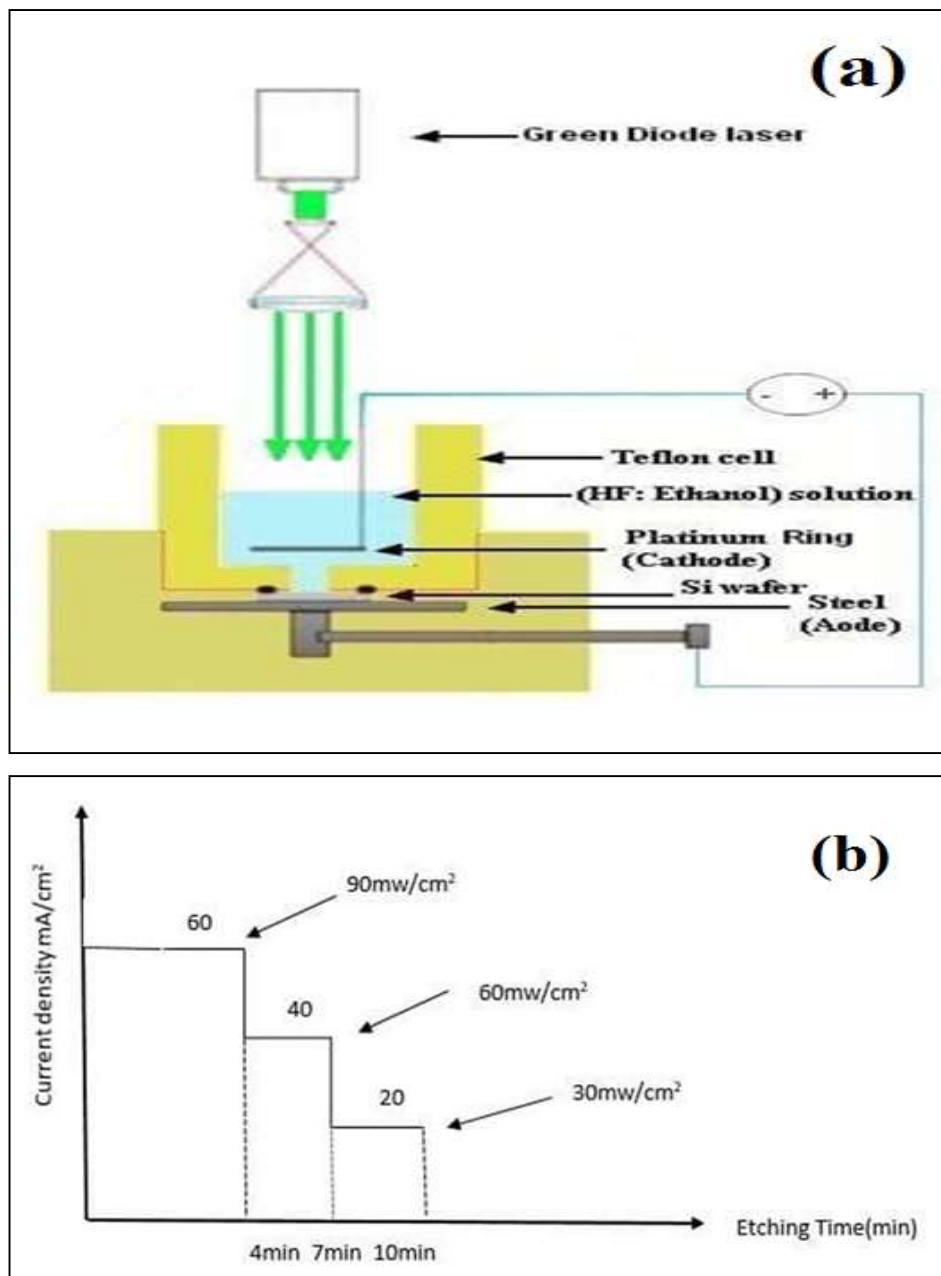 (a)
Green Diode laser
- +
Teflon cell
(HF: Ethanol) solution
Platinum Ring
(Cathode)
Si wafer
Steel
(Aode)
(b)
90mw/cm²
60
60mw/cm²
40
30mw/cm²
20
Current density mA/cm²
Etching Time(min)
4min 7min 10min